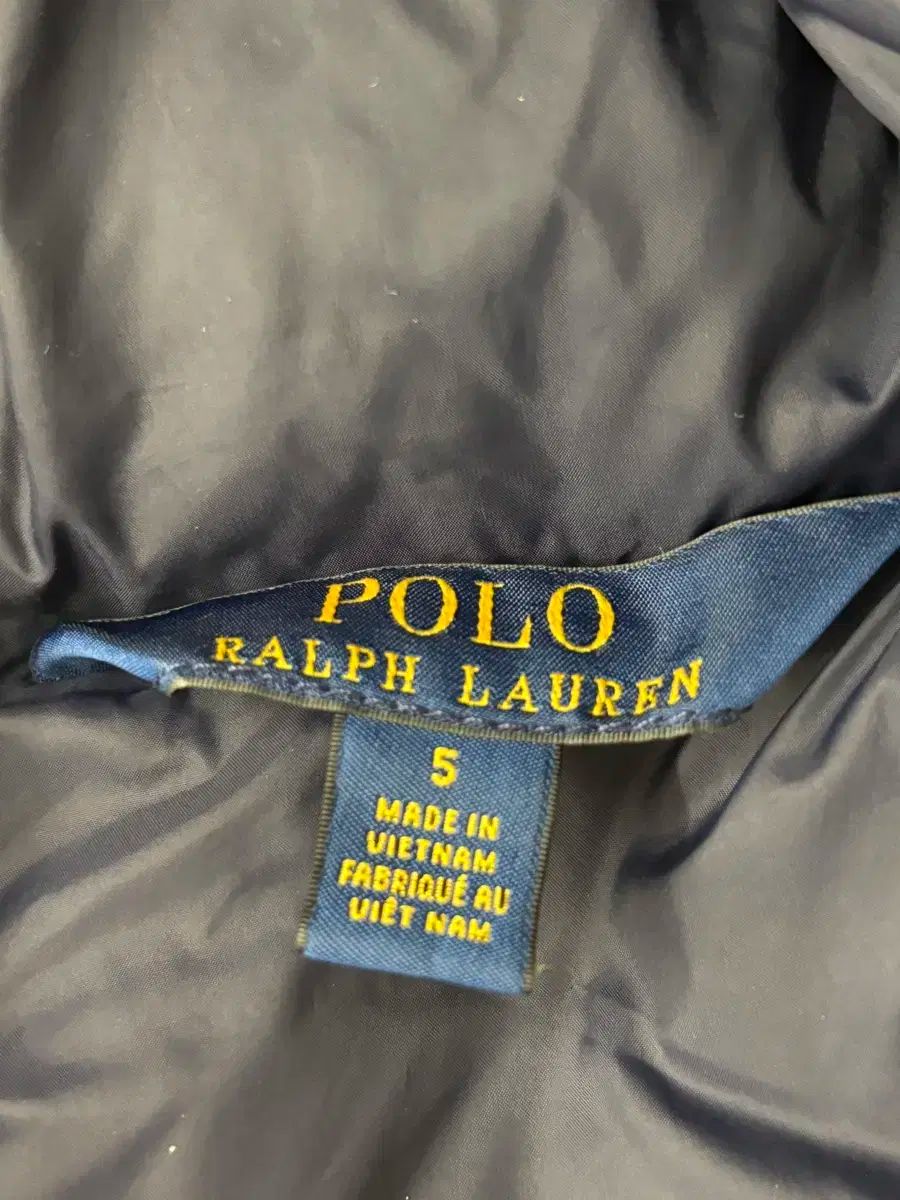 POLO
RALPH LAUREN
5
MADE IN
VIETNAM
FABRIQUÉ AU
VIÊT NAM